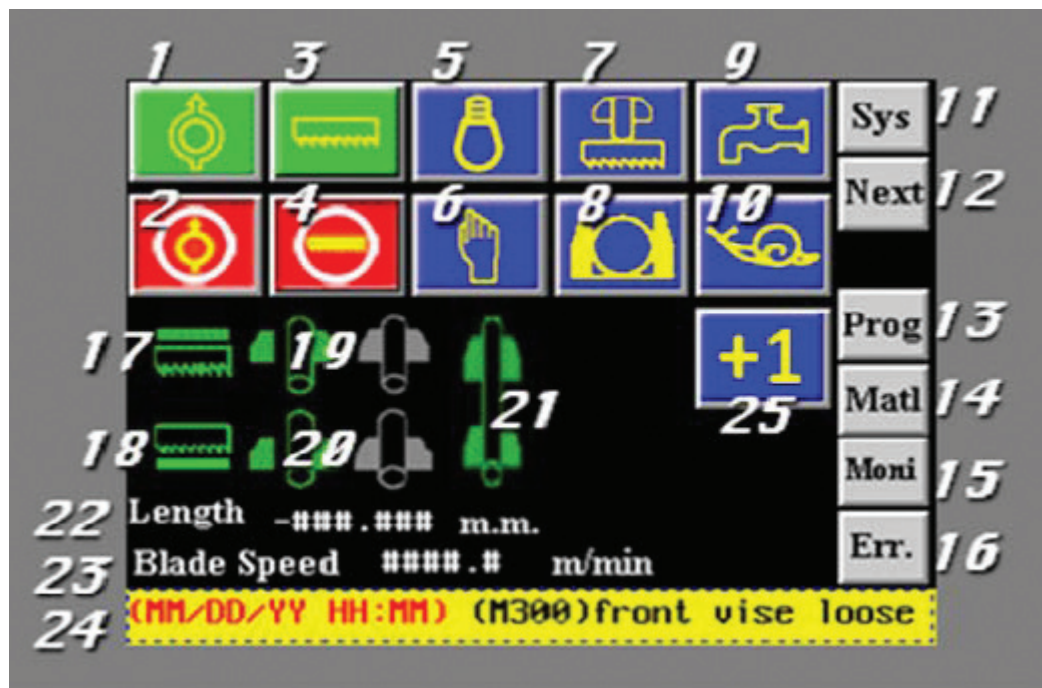 1 3 5 7 9
Sys 11
Next 12
2 4 6 8 10
Prog 13
17 19
+1
Matl 14
21 25
18 20
Moni 15
22 Length -###.### m.m.
Err. 16
23 Blade Speed ####.# m/min
24 (MM/DD/YY HH:MM) (M300)front vise loose